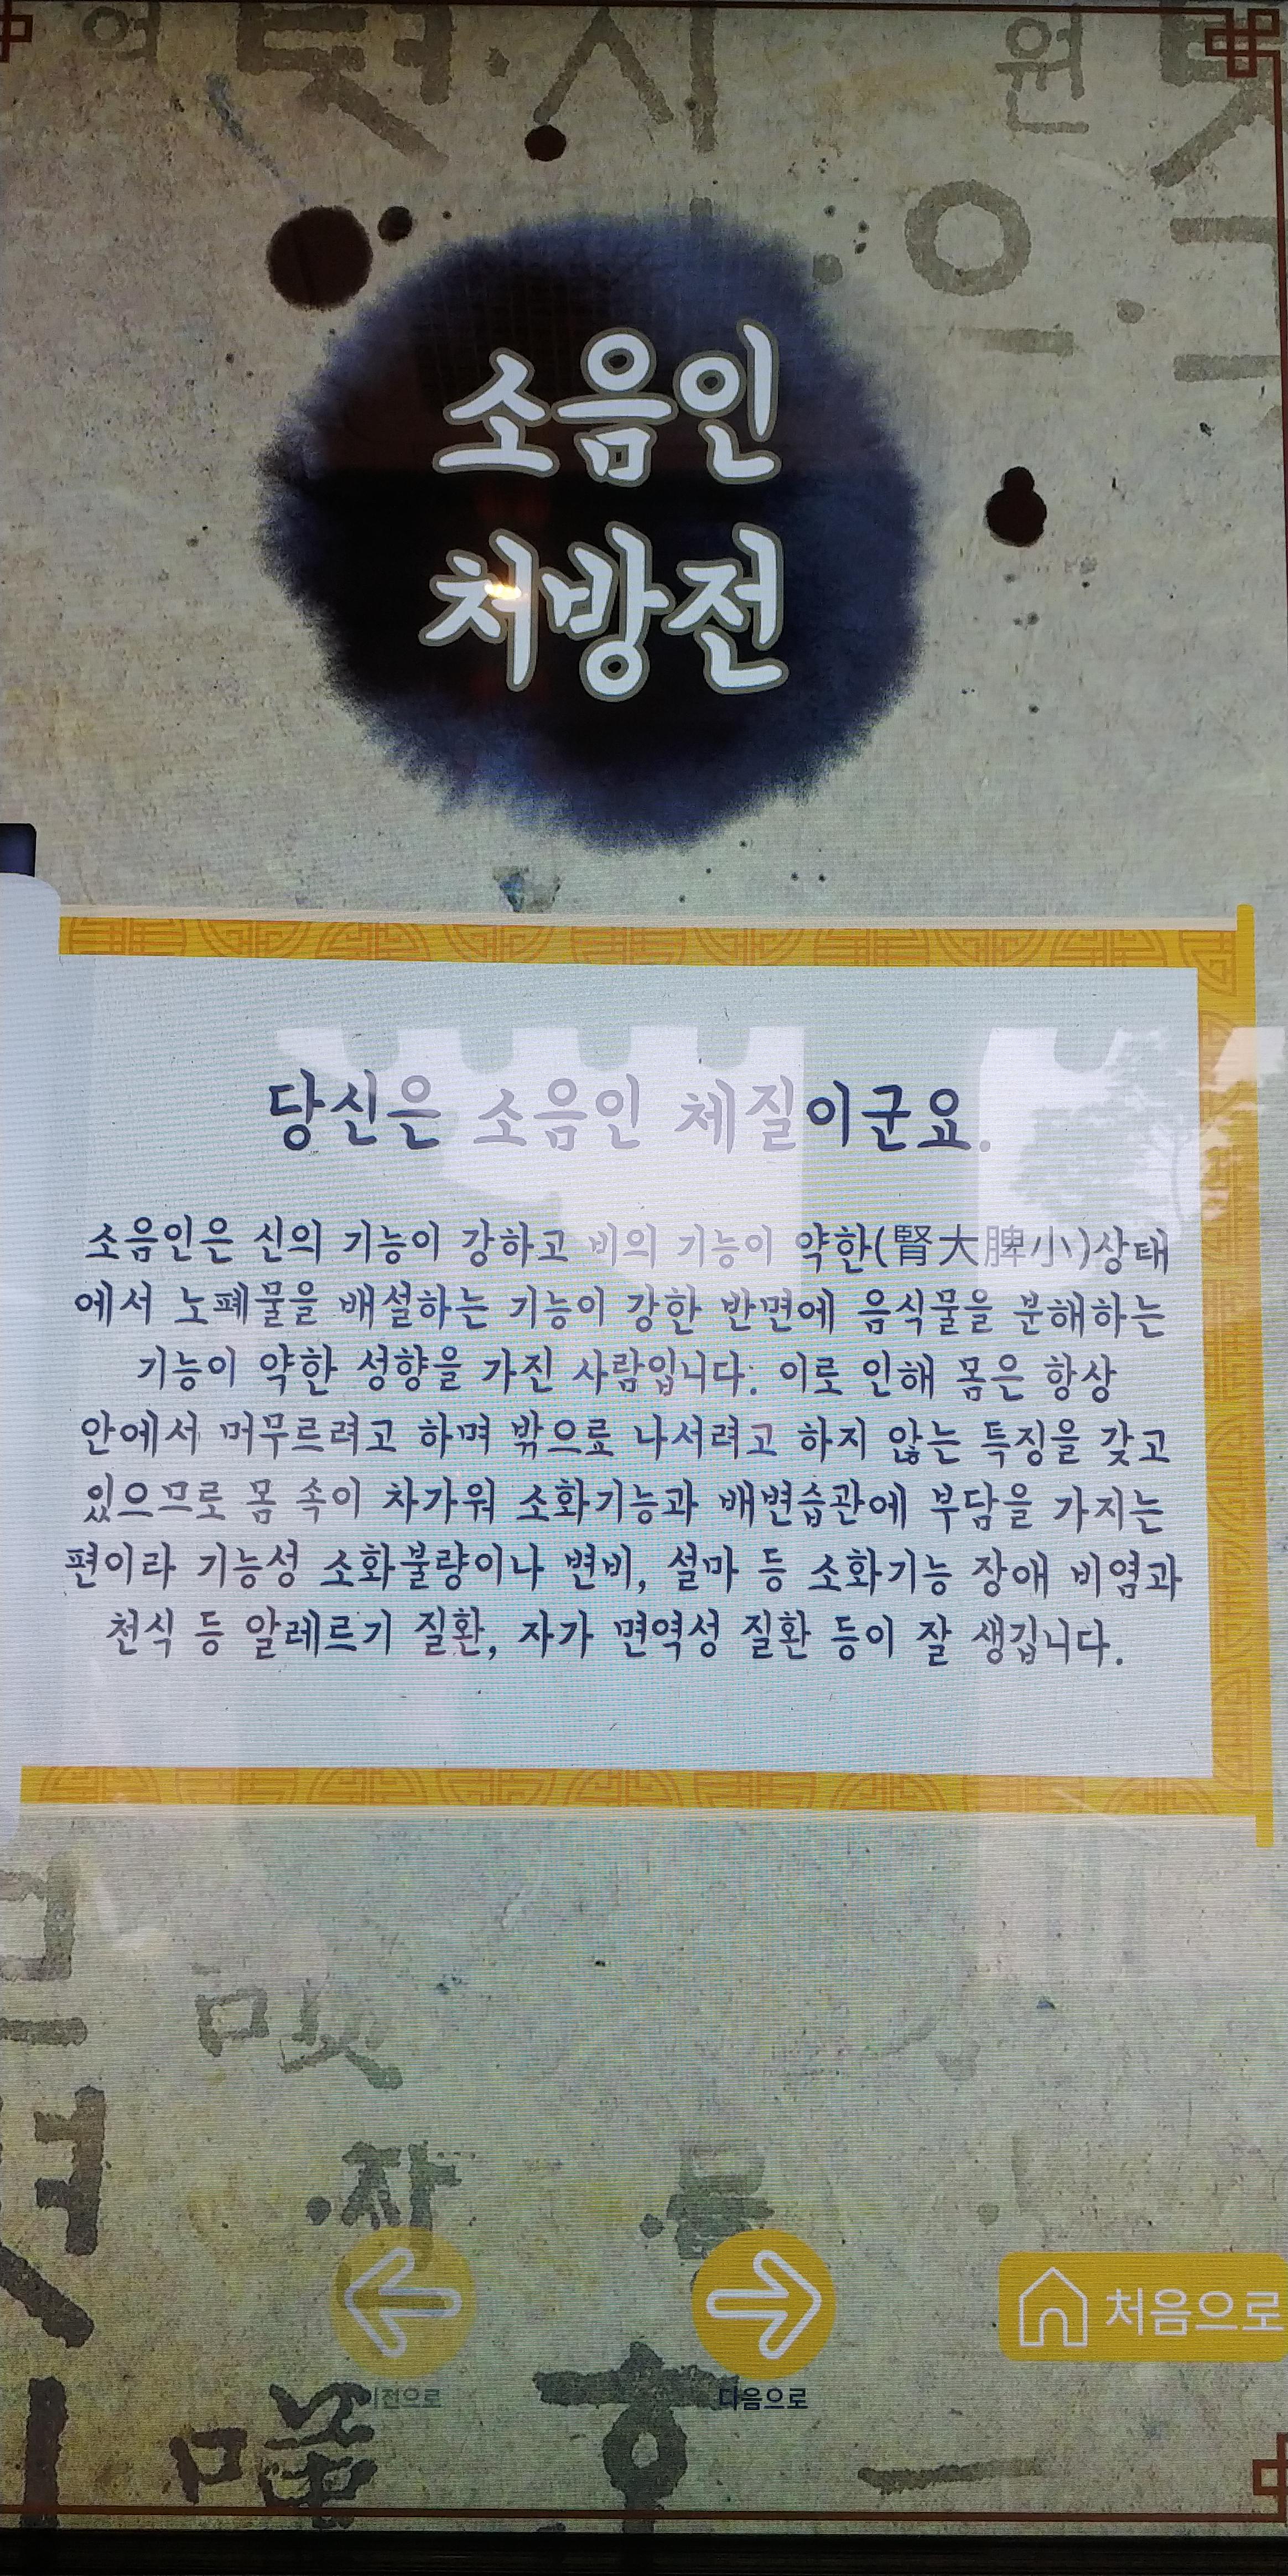 소음인
처방전
당신은 소음인 체질이군요.
소음인은 신의 기능이 강하고 비의 기능이 약한(腎大脾小)상태
에서 노폐물을 배설하는 기능이 강한 반면에 음식물을 분해하는
기능이 약한 성향을 가진 사람입니다. 이로 인해 몸은 항상
안에서 머무르려고 하며 밖으로 나서려고 하지 않는 특징을 갖고
있으므로 몸 속이 차가워 소화기능과 배변습관에 부담을 가지는
편이라 기능성 소화불량이나 변비, 설마 등 소화기능 장애 비염과
천식 등 알레르기 질환, 자가 면역성 질환 등이 잘 생깁니다.
이전으로
다음으로
처음으로